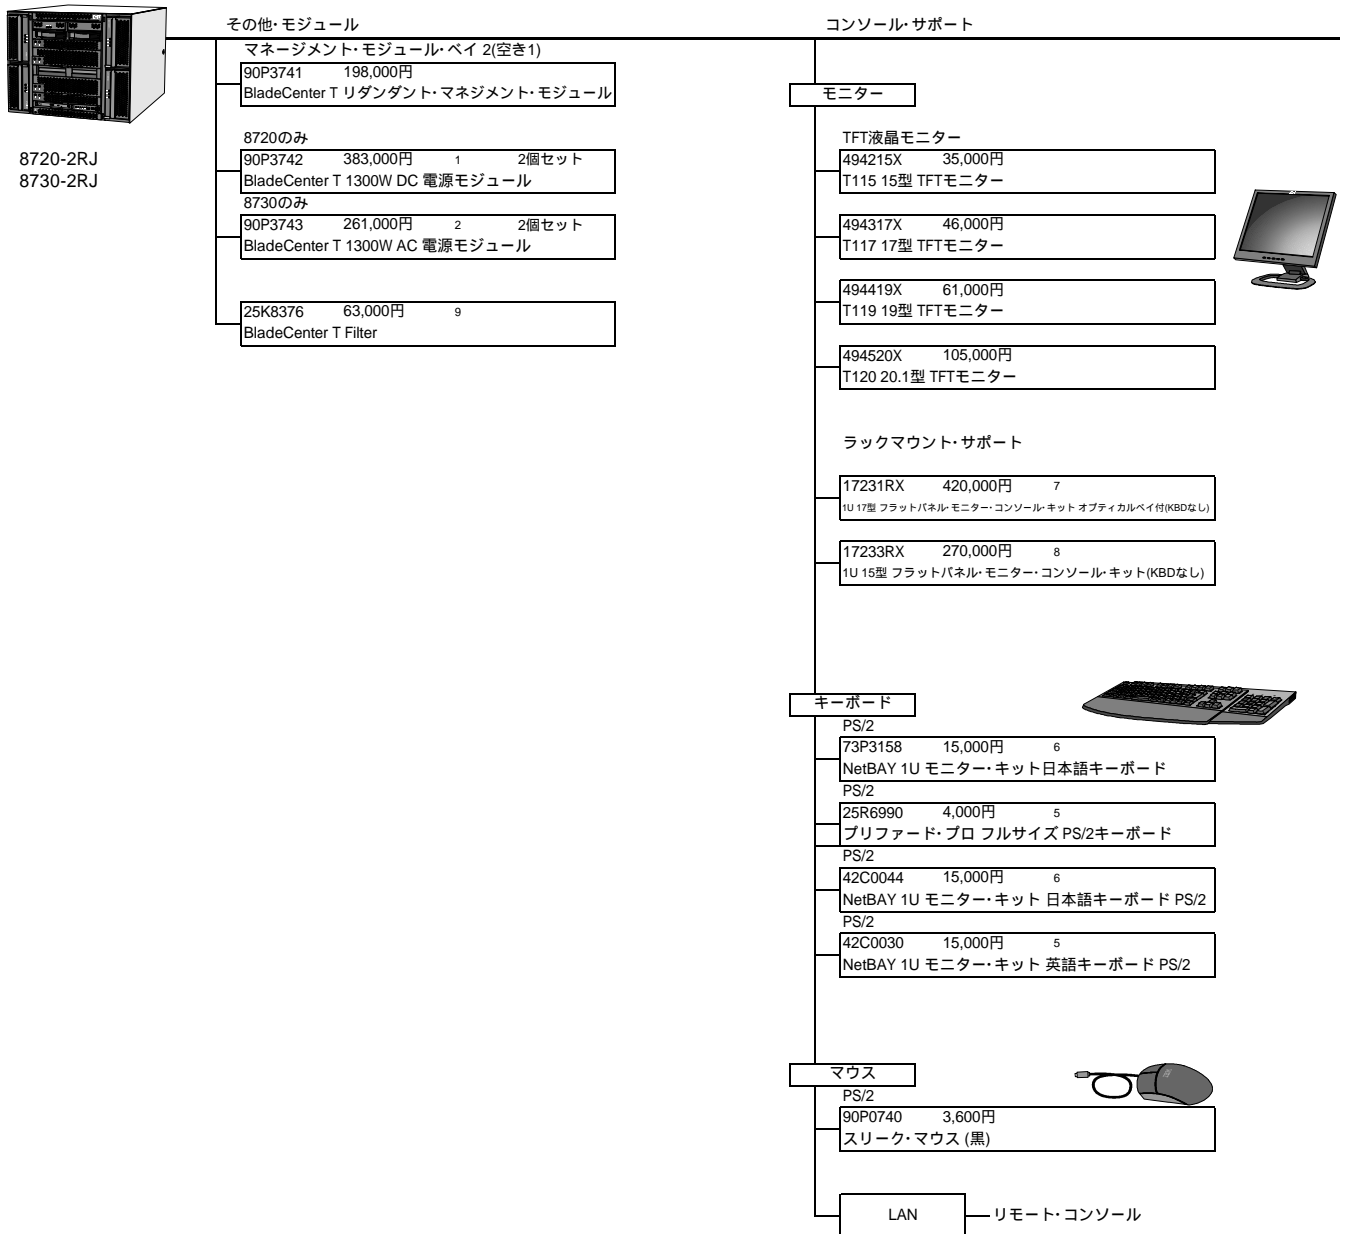 その他・モジュール
マネージメント・モジュール・ベイ 2(空き1)
90P3741 198,000円
BladeCenter T リダンダント・マネジメント・モジュール
8720-2RJ
8730-2RJ
8720のみ
90P3742 383,000円 1 2個セット
BladeCenter T 1300W DC 電源モジュール
8730のみ
90P3743 261,000円 2 2個セット
BladeCenter T 1300W AC 電源モジュール
25K8376 63,000円 9
BladeCenter T Filter
コンソール・サポート
モニター
TFT液晶モニター
494215X 35,000円
T115 15型 TFTモニター
494317X 46,000円
T117 17型 TFTモニター
494419X 61,000円
T119 19型 TFTモニター
494520X 105,000円
T120 20.1型 TFTモニター
ラックマウント・サポート
17231RX 420,000円 7
1U 17型 フラットパネル・モニター・コンソール・キット オプティカルベイ付(KBDなし)
17233RX 270,000円 8
1U 15型 フラットパネル・モニター・コンソール・キット(KBDなし)
キーボード
PS/2
73P3158 15,000円 6
NetBAY 1U モニター・キット日本語キーボード
PS/2
25R6990 4,000円 5
プリファード・プロ フルサイズ PS/2キーボード
PS/2
42C0044 15,000円 6
NetBAY 1U モニター・キット 日本語キーボード PS/2
PS/2
42C0030 15,000円 5
NetBAY 1U モニター・キット 英語キーボード PS/2
マウス
PS/2
90P0740 3,600円
スリーク・マウス (黒)
LAN リモート・コンソール